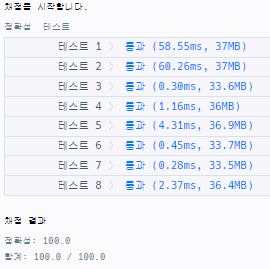 채점을 시작합니다.
정확성 테스트
테스트 1 〉 통과 (58.55ms, 37MB)
테스트 2 〉 통과 (60.26ms, 37MB)
테스트 3 〉 통과 (0.30ms, 33.6MB)
테스트 4 〉 통과 (1.16ms, 36MB)
테스트 5 〉 통과 (4.31ms, 36.9MB)
테스트 6 〉 통과 (0.45ms, 33.7MB)
테스트 7 〉 통과 (0.28ms, 33.5MB)
테스트 8 〉 통과 (2.37ms, 36.4MB)
채점 결과
정확성: 100.0
합계: 100.0 / 100.0